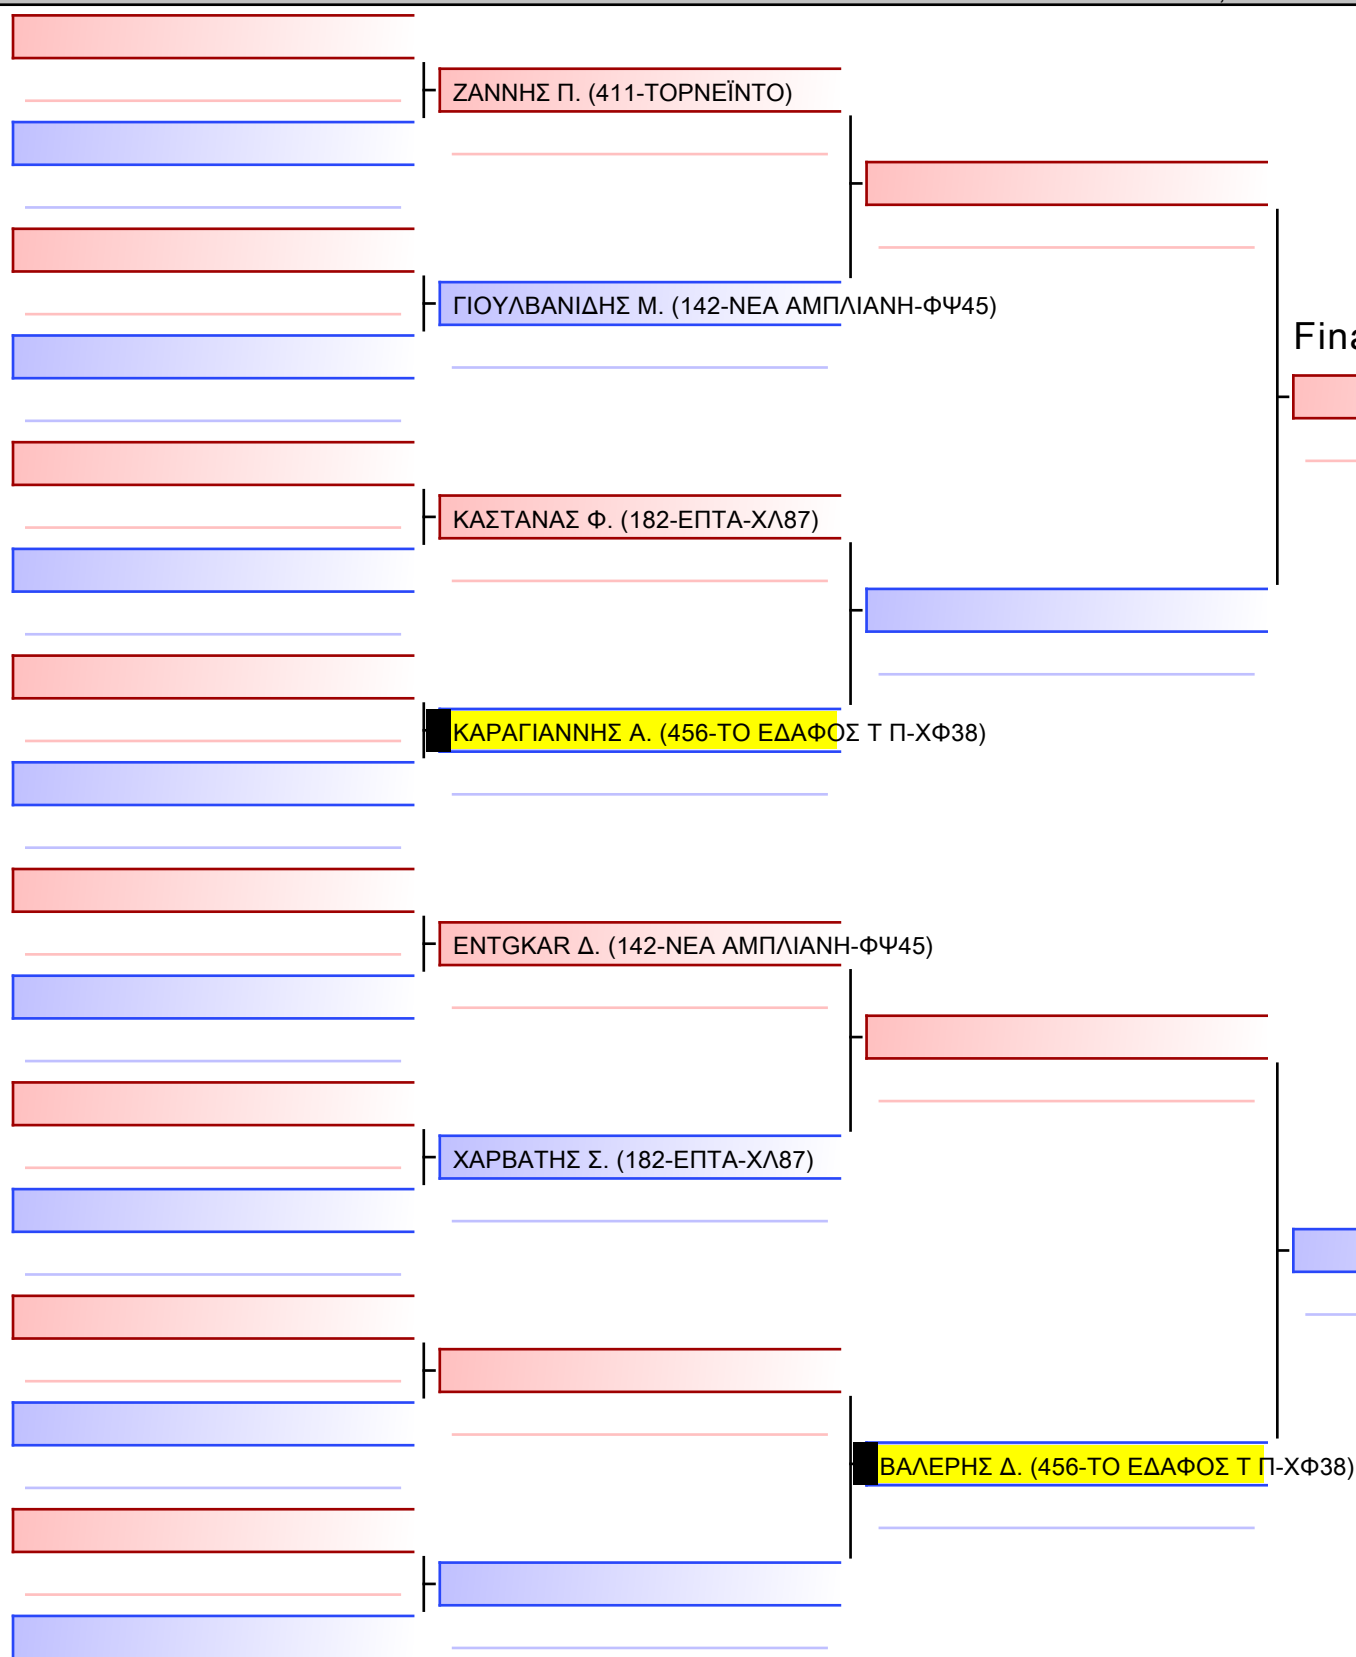 ΖΑΝΝΗΣ Π. (411-ΤΟΡΝΕΪΝΤΟ)
ΓΙΟΥΛΒΑΝΙΔΗΣ Μ. (142-ΝΕΑ ΑΜΠΛΙΑΝΗ-ΦΨ45)
ΚΑΣΤΑΝΑΣ Φ. (182-ΕΠΤΑ-ΧΛ87)
ΚΑΡΑΓΙΑΝΝΗΣ Α. (456-ΤΟ ΕΔΑΦΟΣ Τ Π-ΧΦ38)
ENTGKAR Δ. (142-ΝΕΑ ΑΜΠΛΙΑΝΗ-ΦΨ45)
ΧΑΡΒΑΤΗΣ Σ. (182-ΕΠΤΑ-ΧΛ87)
ΒΑΛΕΡΗΣ Δ. (456-ΤΟ ΕΔΑΦΟΣ Τ Π-ΧΦ38)